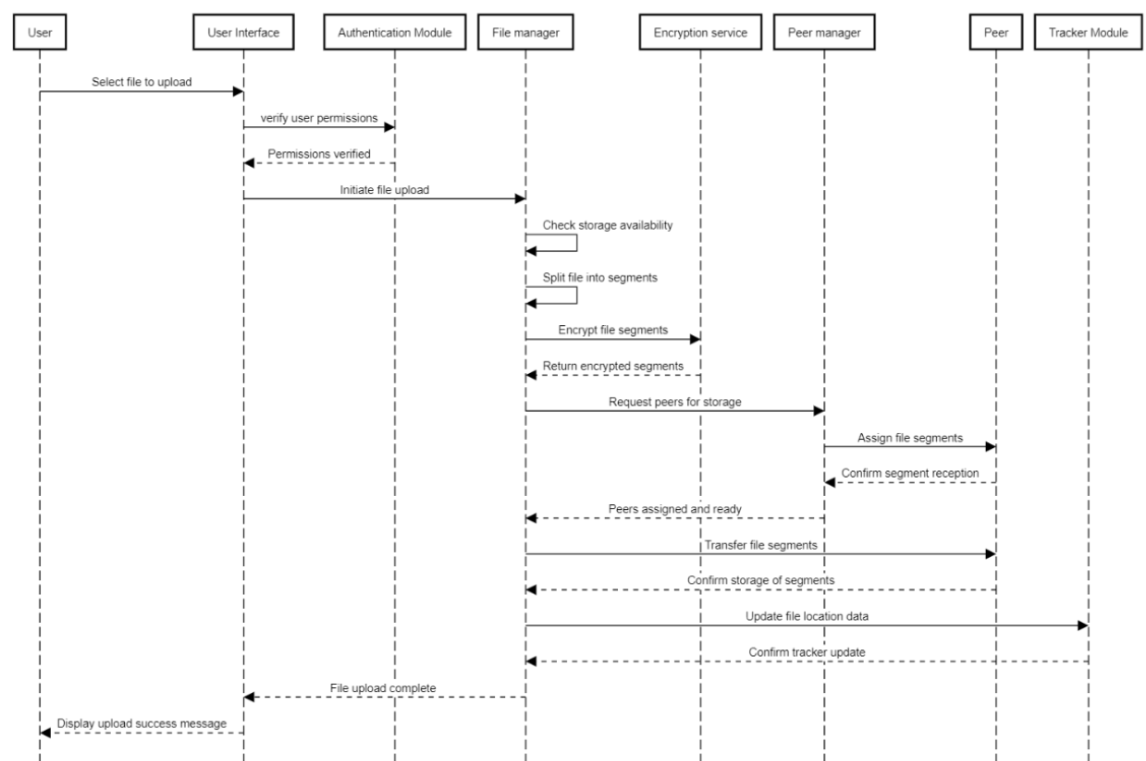 User
User Interface
Authentication Module
File manager
Encryption service
Peer manager
Peer
Tracker Module
Select file to upload
verify user permissions
Permissions verified
Initiate file upload
Check storage availability
Split file into segments
Encrypt file segments
Return encrypted segments
Request peers for storage
Assign file segments
Confirm segment reception
Peers assigned and ready
Transfer file segments
Confirm storage of segments
Update file location data
Confirm tracker update
File upload complete
Display upload success message